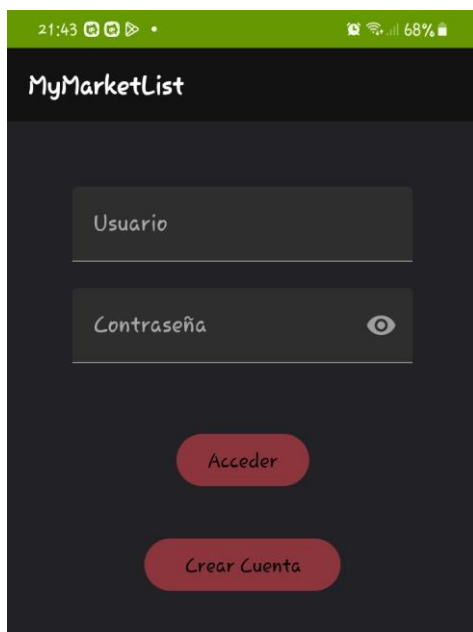 21:43 68%
MyMarketList
Usuario
Contraseña
Acceder
Crear Cuenta